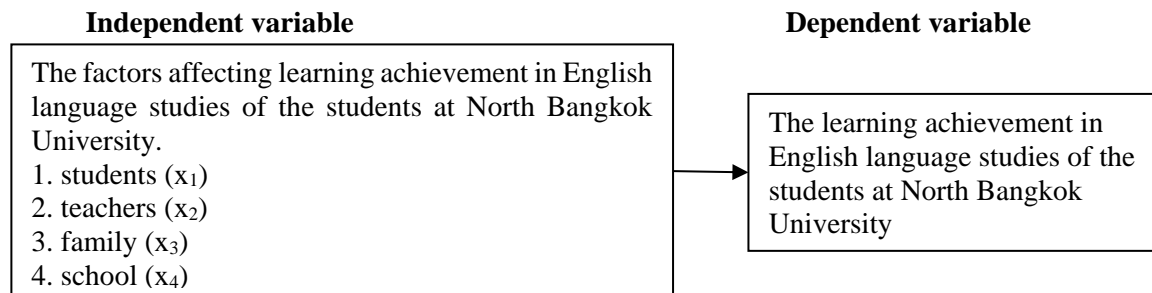 Independent variable
The factors affecting learning achievement in English
language studies of the students at North Bangkok
University.
1. students (x₁)
2. teachers (x₂)
3. family (x₃)
4. school (x₄)
Dependent variable
The learning achievement in
English language studies of the
students at North Bangkok
University